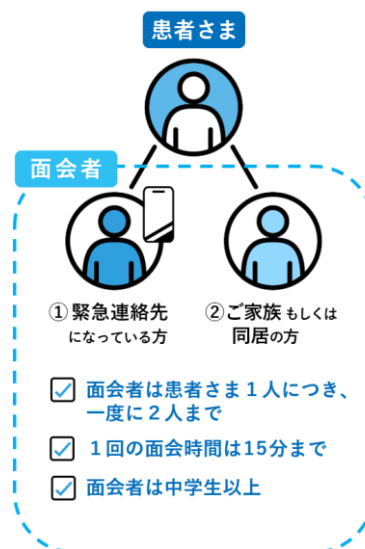 患者さま
面会者
①緊急連絡先
になっている方
②ご家族 もしくは
同居の方
面会者は患者さま1人につき、
一度に2人まで
1回の面会時間は15分まで
面会者は中学生以上